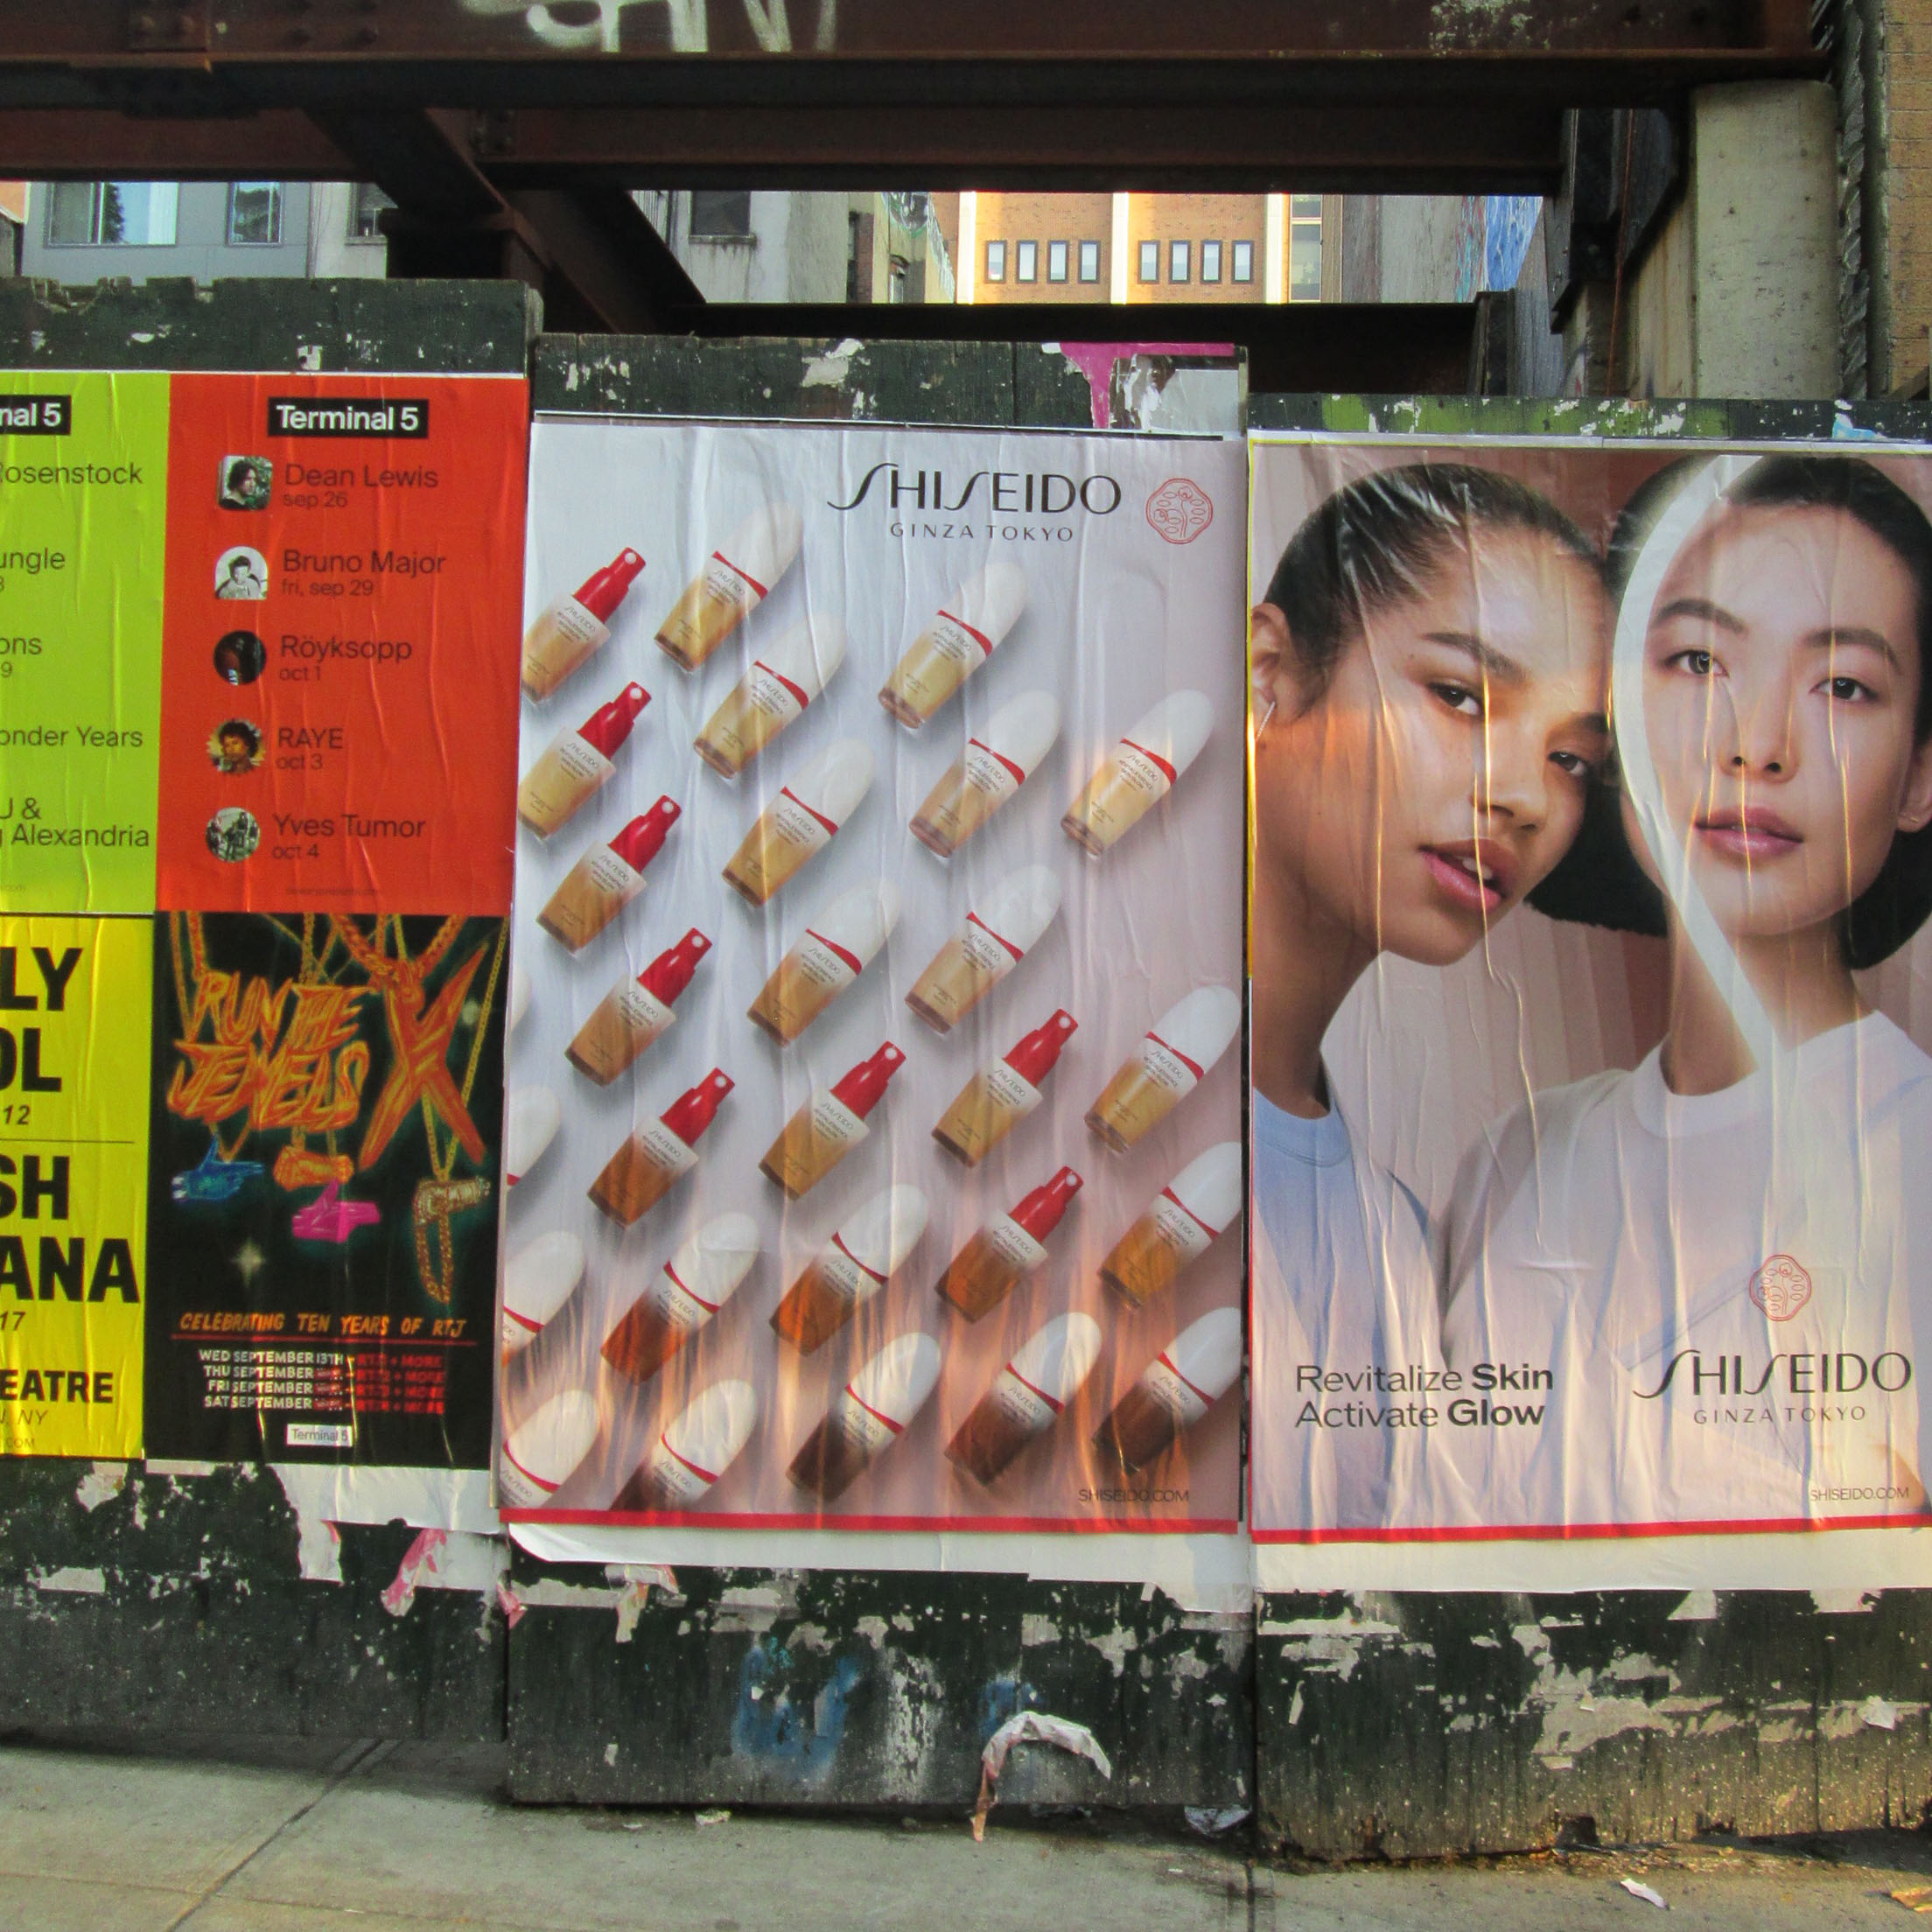 nal 5
Rosenstock
ungle
ons
9
onder Years
J &
g Alexandria
Terminal 5
Dean Lewis
sep 26
Bruno Major
fri, sep 29
Röyksopp
oct 1
RAYE
oct 3
Yves Tumor
oct 4
LY
OL
12
SH
ANA
17
EATRE
NY
RUN THE
JEWELS X
CELEBRATING TEN YEARS OF RTJ
WED SEPTEMBER 13TH
THU SEPTEMBER
FRI SEPTEMBER
SAT SEPTEMBER
Terminal 5
SHISEIDO
GINZA TOKYO
SHISEIDO.COM
Revitalize Skin
Activate Glow
SHISEIDO
GINZA TOKYO
SHISEIDO.COM